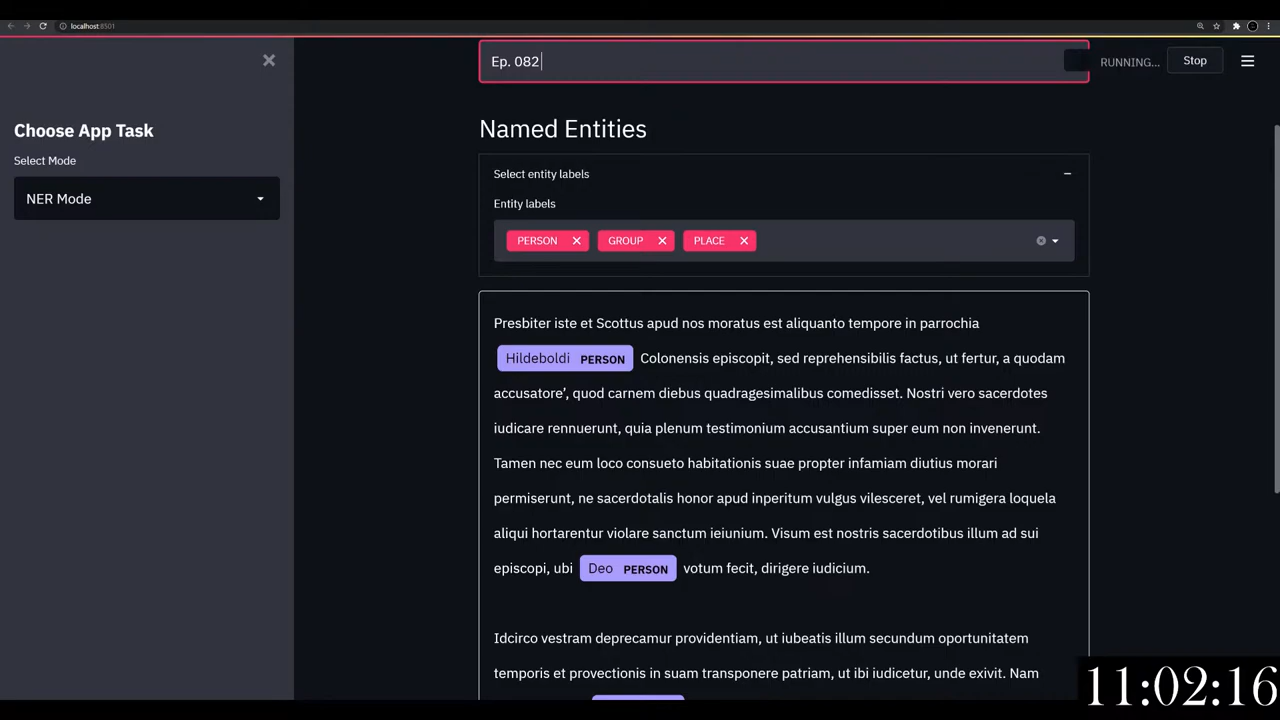 localhost:8501
Ep. 082
RUNNING...
Stop
Choose App Task
Select Mode
NER Mode
Named Entities
Select entity labels
Entity labels
PERSON GROUP PLACE
Presbiter iste et Scottus apud nos moratus est aliquanto tempore in parrochia
Hildeboldi PERSON Colonensis episcopit, sed reprehensibilis factus, ut fertur, a quodam
accusatore’, quod carnem diebus quadragesimalibus comedisset. Nostri vero sacerdotes
iudicare rennuerunt, quia plenum testimonium accusantium super eum non invenerunt.
Tamen nec eum loco consueto habitationis suae propter infamiam diutius morari
permiserunt, ne sacerdotalis honor apud inperitum vulgus vilesceret, vel rumigera loquela
aliqui hortarentur violare sanctum ieiunium. Visum est nostris sacerdotibus illum ad sui
episcopi, ubi Deo PERSON votum fecit, dirigere iudicium.
Idcirco vestram deprecamur providentiam, ut iubeatis illum secundum oportunitatem
temporis et provectionis in suam transponere patriam, ut ibi iudicetur, unde exivit. Nam
11:02:16